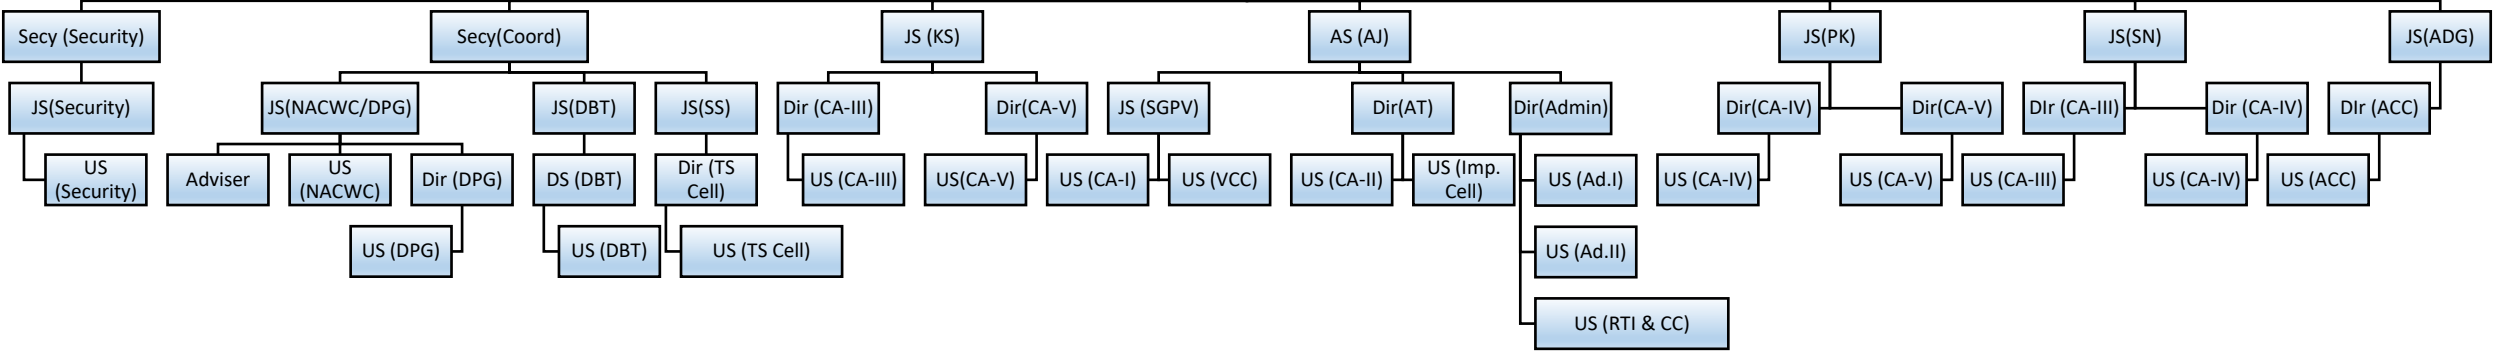 Secy (Security)
Secy(Coord)
JS (KS)
AS (AJ)
JS(PK)
JS(SN)
JS(ADG)
JS(Security)
JS(NACWC/DPG)
JS(DBT)
JS(SS)
Dir (CA-III)
Dir(CA-V)
JS (SGPV)
Dir(AT)
Dir(Admin)
Dir(CA-IV)
Dir(CA-V)
DIr (CA-III)
Dir (CA-IV)
DIr (ACC)
US
(Security)
Adviser
US
(NACWC)
Dir (DPG)
DS (DBT)
Dir (TS
Cell)
US (CA-III)
US(CA-V)
US (CA-I)
US (VCC)
US (CA-II)
US (Imp.
Cell)
US (Ad.I)
US (CA-IV)
US (CA-V)
US (CA-III)
US (CA-IV)
US (ACC)
US (DPG)
US (DBT)
US (TS Cell)
US (Ad.II)
US (RTI & CC)